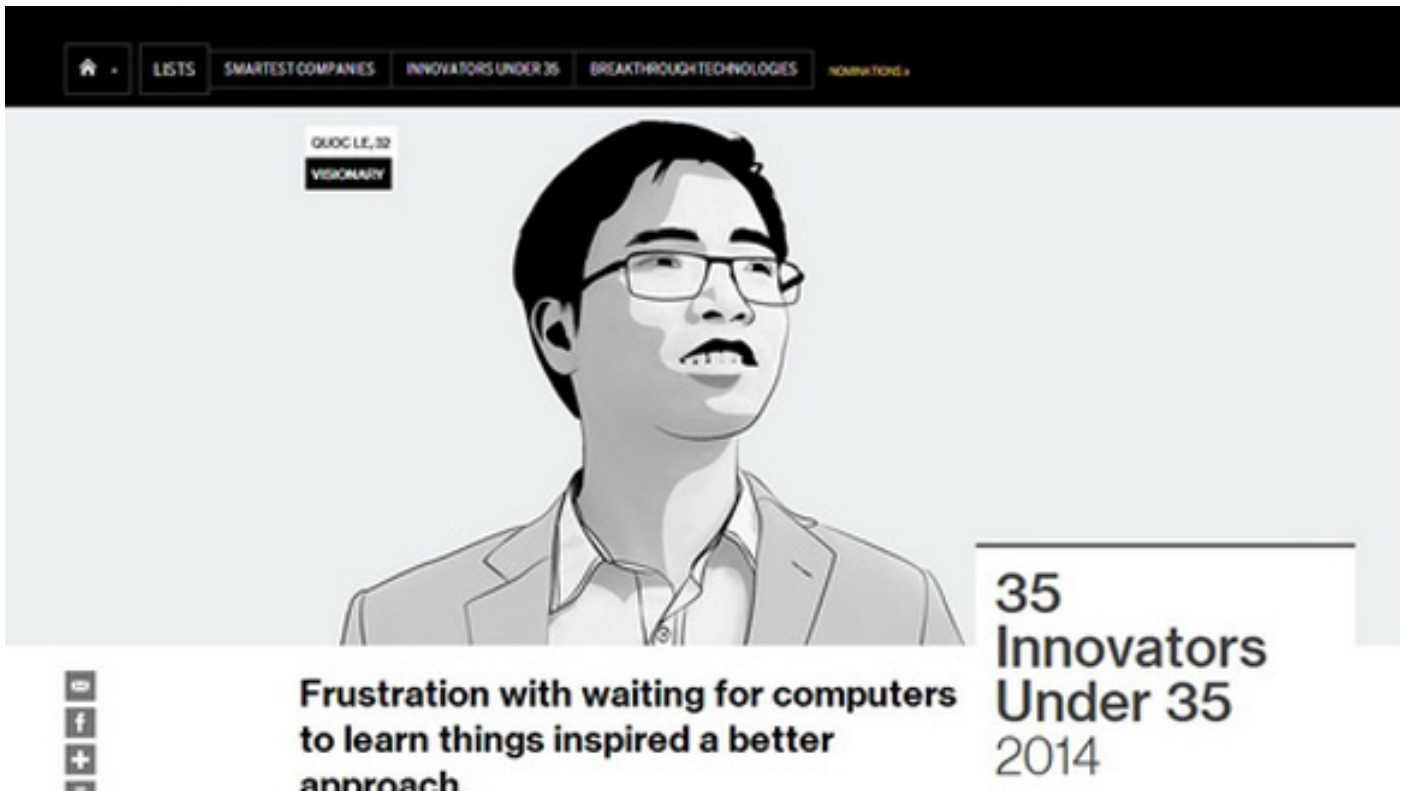 LISTS SMARTEST COMPANIES INNOVATORS UNDER 35 BREAKTHROUGH TECHNOLOGIES NOMINATIONS »
QUOC LE, 32
VISIONARY
35
Innovators
Under 35
2014
Frustration with waiting for computers
to learn things inspired a better
approach.